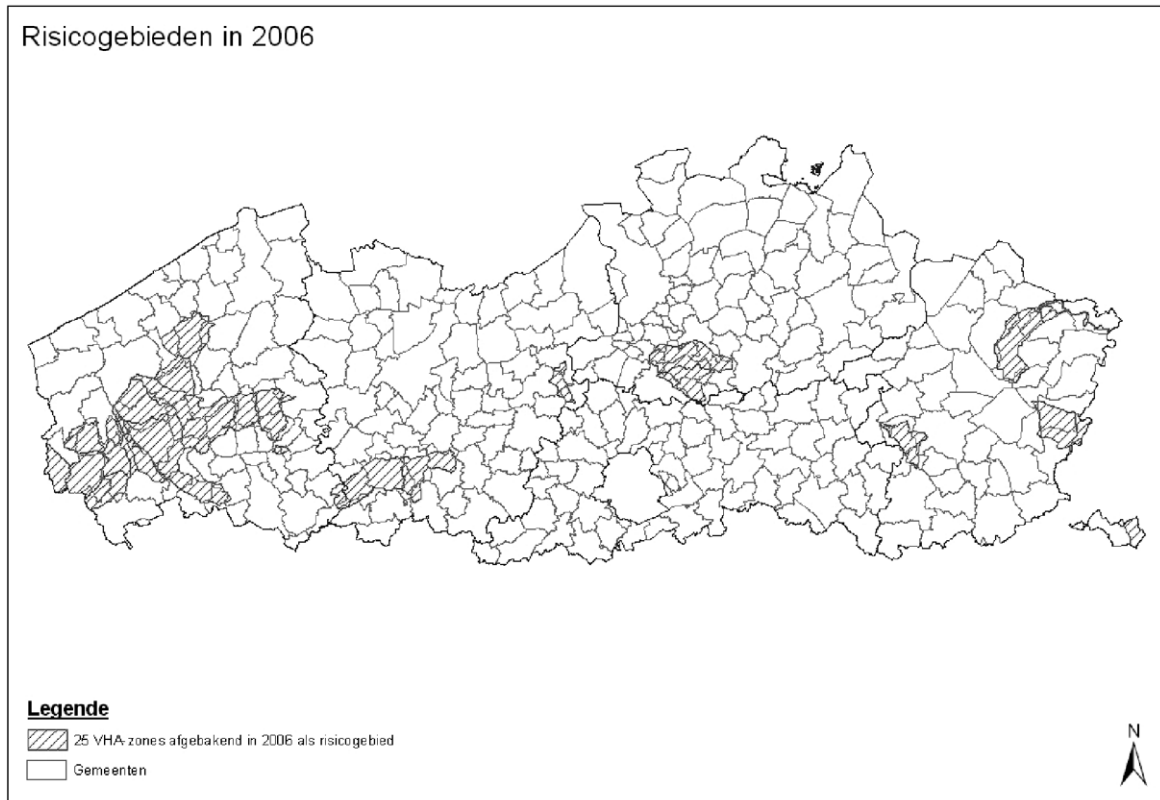 Risicogebieden in 2006
Legende
25 VHA-zones afgebakend in 2006 als risicogebied
Gemeenten
N